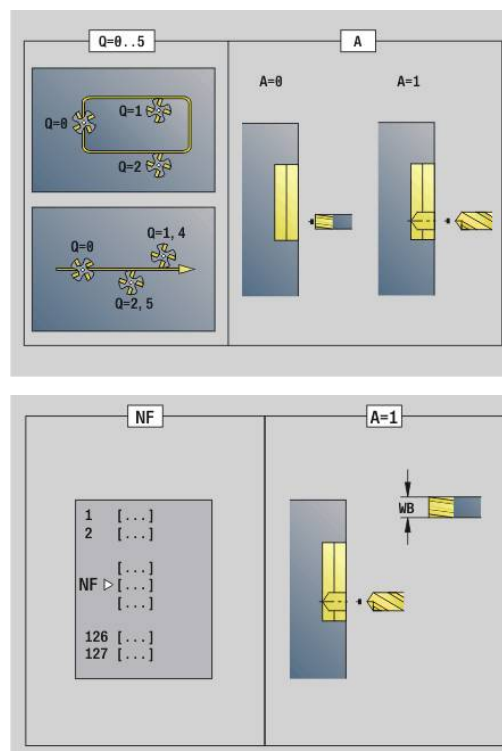 Q=0..5
A
Q=0
Q=1
Q=2
Q=0
Q=1,4
Q=2,5
A=0
A=1
NF
A=1
1 [...]
2 [...]
[...]
NF [...]
[...]
126 [...]
127 [...]
WB